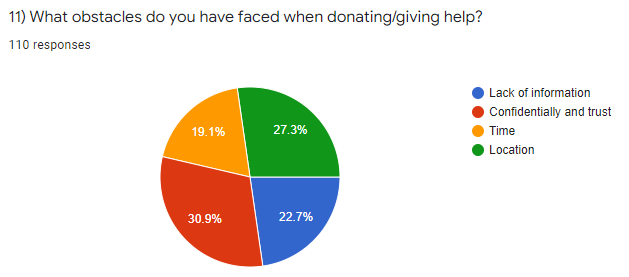 11) What obstacles do you have faced when donating/giving help?
110 responses
Lack of information
Confidentially and trust
Time
Location
19.1%
27.3%
30.9%
22.7%